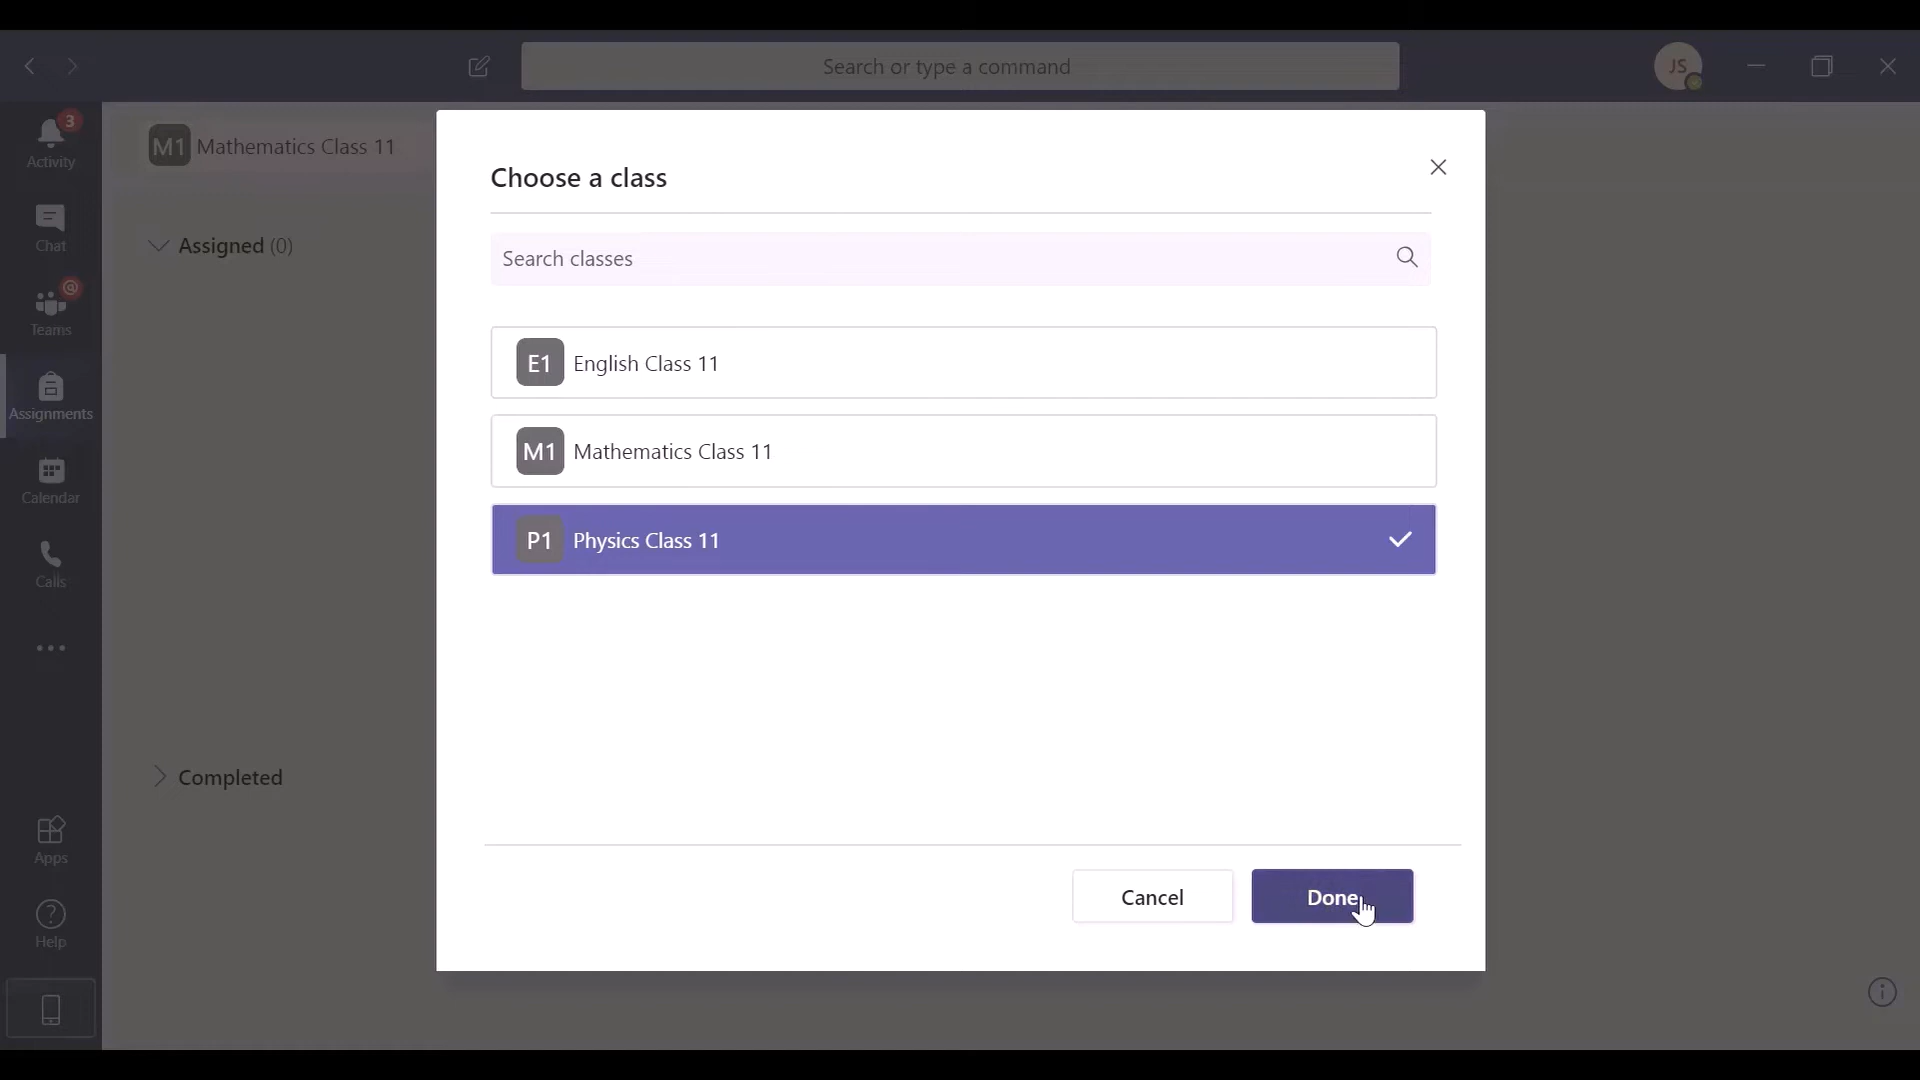 Search or type a command
JS
3
Activity
Chat
@
Teams
Assignments
Calendar
Calls
Apps
Help
M1 Mathematics Class 11
Assigned (0)
Completed
Choose a class
Search classes
E1 English Class 11
M1 Mathematics Class 11
P1 Physics Class 11
Cancel
Done